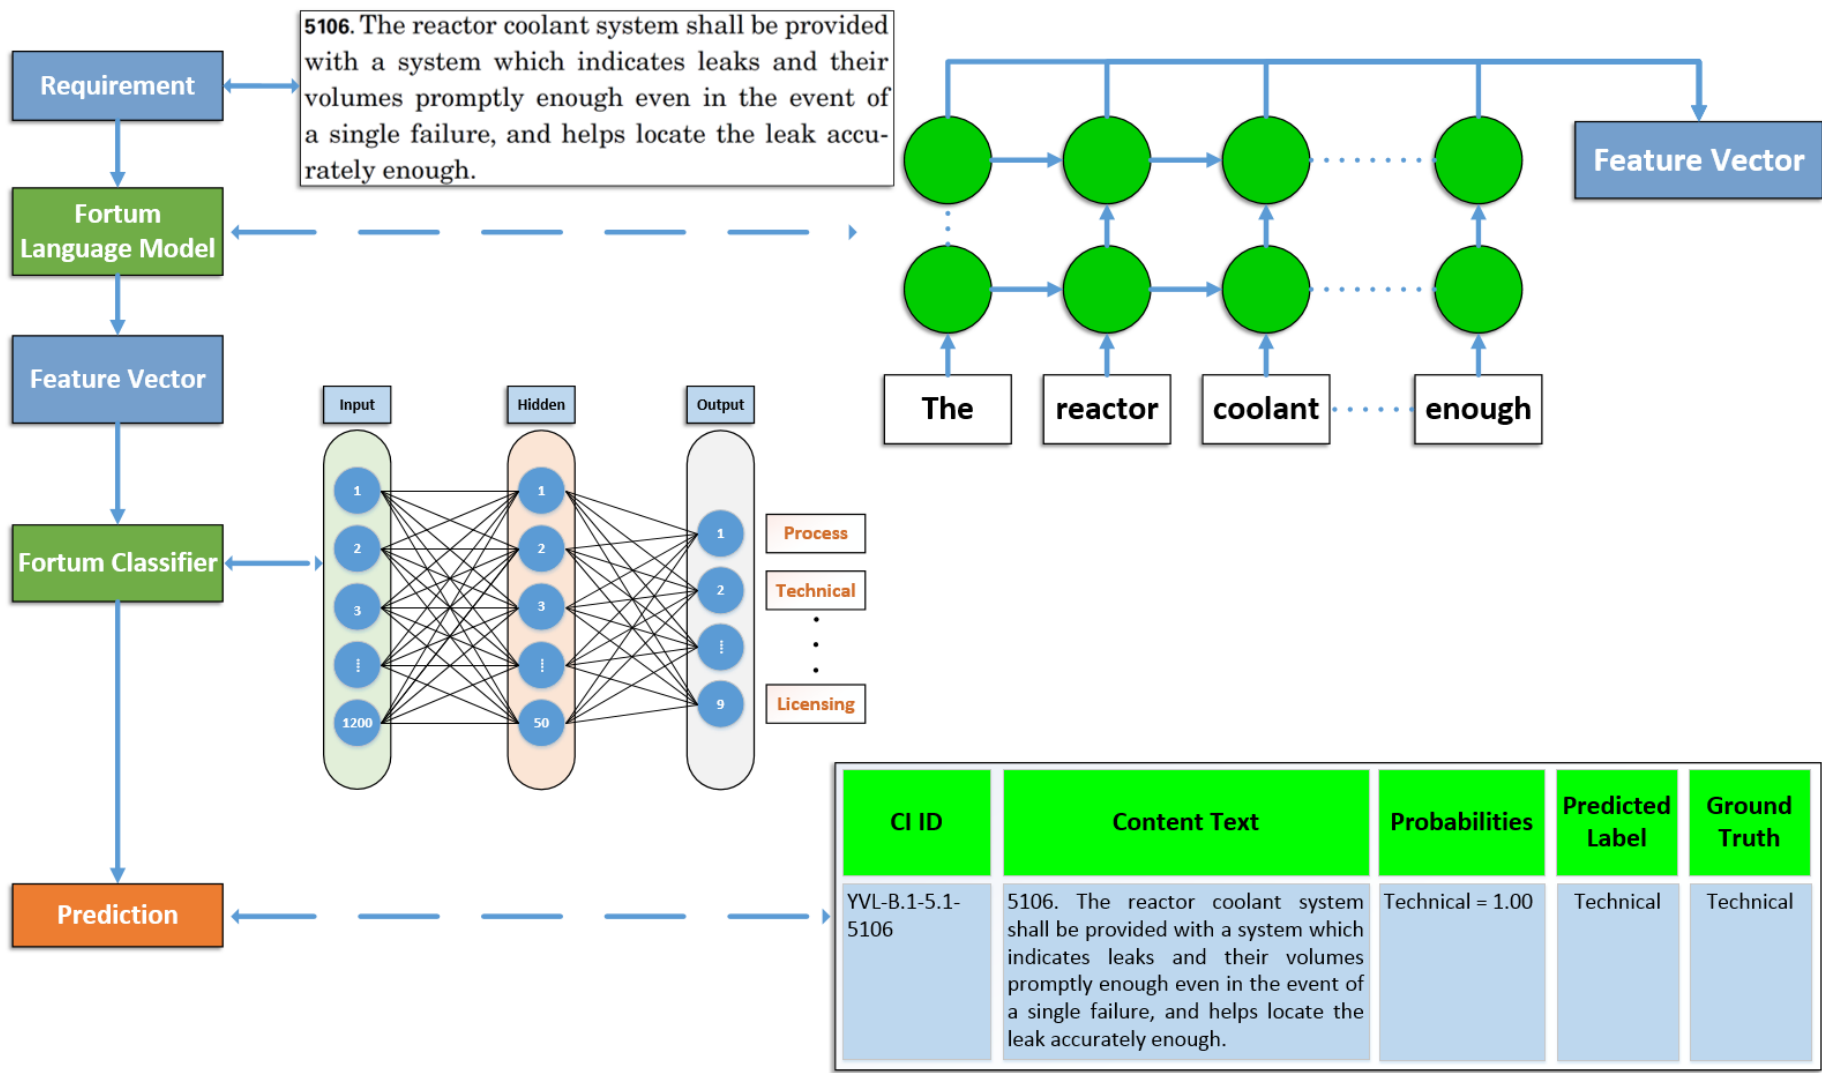 Requirement
5106. The reactor coolant system shall be provided
with a system which indicates leaks and their
volumes promptly enough even in the event of
a single failure, and helps locate the leak accu-
rately enough.
Fortum
Language Model
Feature Vector
Feature Vector
The
reactor
coolant
enough
Input
Hidden
Output
1
2
3
1200
1
2
3
50
1
2
9
Process
Technical
Licensing
Fortum Classifier
Prediction
CI ID
Content Text
Probabilities
Predicted
Label
Ground
Truth
YVL-B.1-5.1-
5106
5106. The reactor coolant system
shall be provided with a system which
indicates leaks and their volumes
promptly enough even in the event of
a single failure, and helps locate the
leak accurately enough.
Technical = 1.00
Technical
Technical